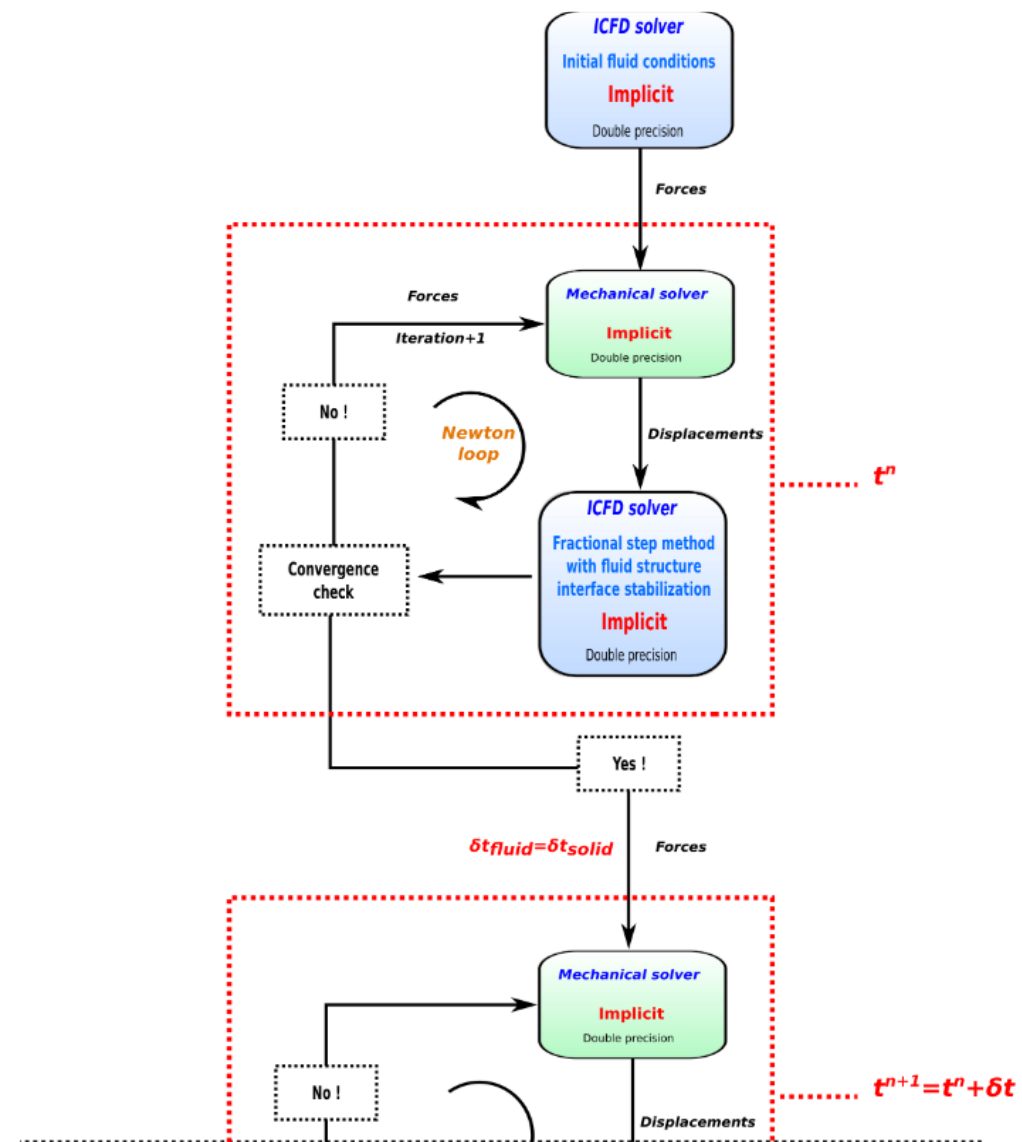 ICFD solver
Initial fluid conditions
Implicit
Double precision
Forces
Forces
Iteration+1
Mechanical solver
Implicit
Double precision
No !
Newton
loop
Displacements
tⁿ
ICFD solver
Fractional step method
with fluid structure
interface stabilization
Implicit
Double precision
Convergence
check
Yes !
δtfluid=δtsolid
Forces
Mechanical solver
Implicit
Double precision
No !
tⁿ⁺¹=tⁿ+δt
Displacements